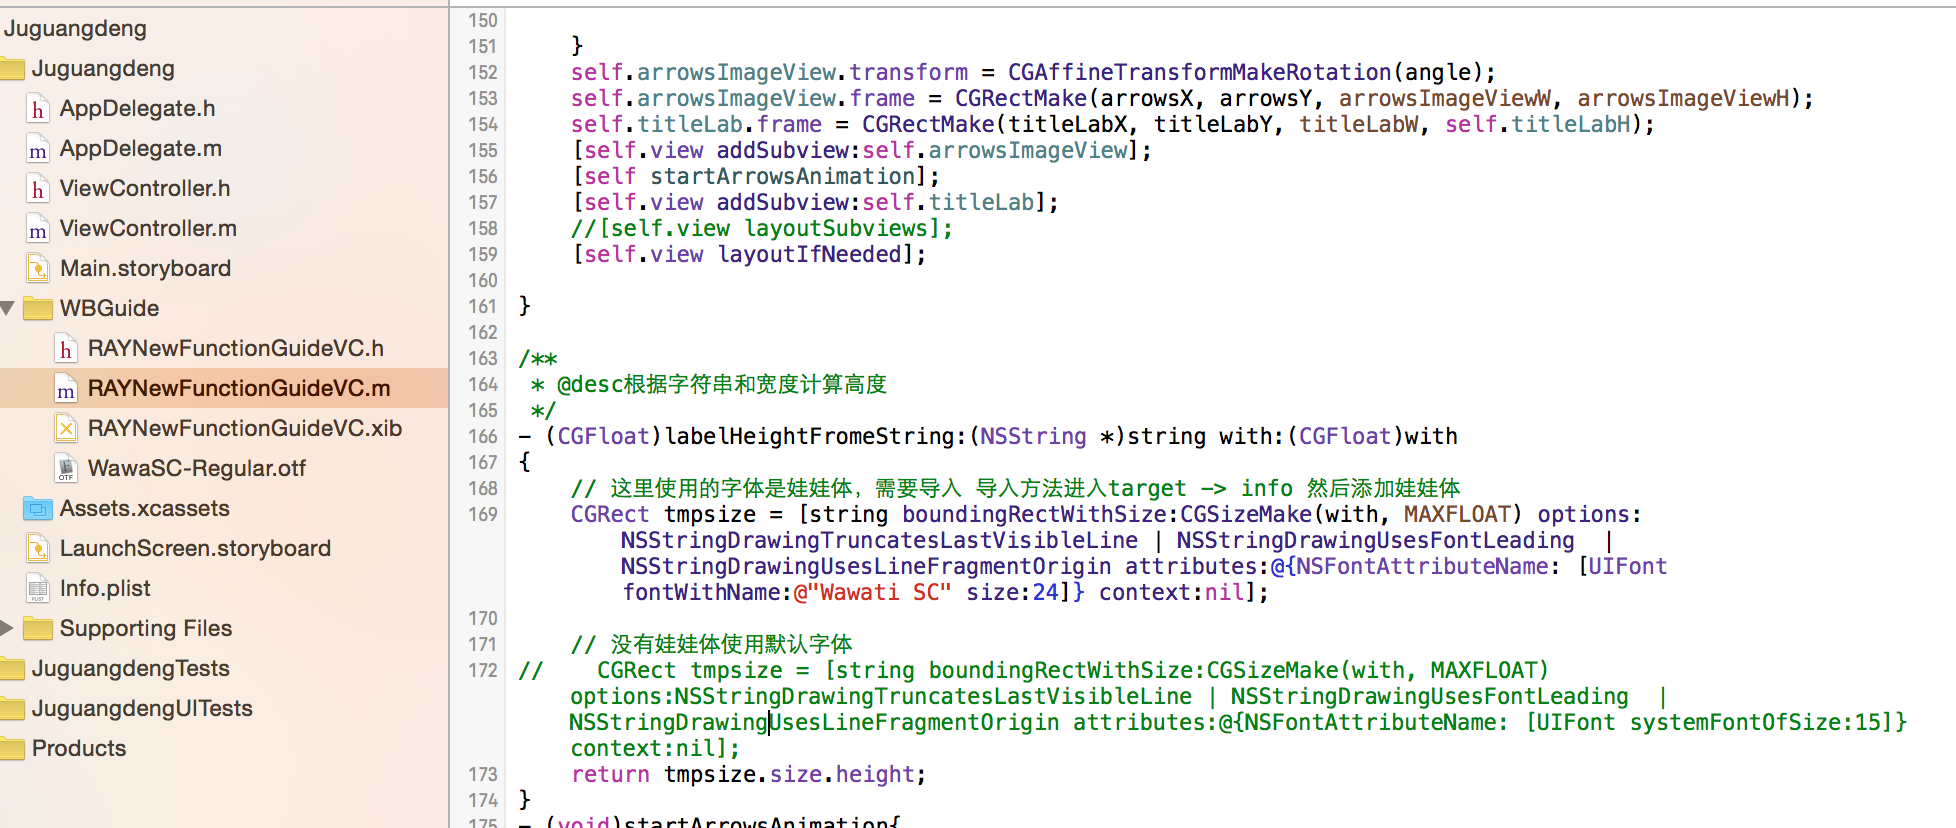 Juguangdeng
Juguangdeng
AppDelegate.h
AppDelegate.m
ViewController.h
ViewController.m
Main.storyboard
WBGuide
RAYNewFunctionGuideVC.h
RAYNewFunctionGuideVC.m
RAYNewFunctionGuideVC.xib
WawaSC-Regular.otf
Assets.xcassets
LaunchScreen.storyboard
Info.plist
Supporting Files
JuguangdengTests
JuguangdengUITests
Products
150
151 }
152 self.arrowsImageView.transform = CGAffineTransformMakeRotation(angle);
153 self.arrowsImageView.frame = CGRectMake(arrowsX, arrowsY, arrowsImageViewW, arrowsImageViewH);
154 self.titleLab.frame = CGRectMake(titleLabX, titleLabY, titleLabW, self.titleLabH);
155 [self.view addSubview:self.arrowsImageView];
156 [self startArrowsAnimation];
157 [self.view addSubview:self.titleLab];
158 //[self.view layoutSubviews];
159 [self.view layoutIfNeeded];
160
161 }
162
163 /**
164 * @desc根据字符串和宽度计算高度
165 */
166 - (CGFloat)labelHeightFromeString:(NSString *)string with:(CGFloat)with
167 {
168 // 这里使用的字体是娃娃体，需要导入 导入方法进入target -> info 然后添加娃娃体
169 CGRect tmpsize = [string boundingRectWithSize:CGSizeMake(with, MAXFLOAT) options:
NSStringDrawingTruncatesLastVisibleLine | NSStringDrawingUsesFontLeading |
NSStringDrawingUsesLineFragmentOrigin attributes:@{NSFontAttributeName: [UIFont
fontWithName:@"Wawati SC" size:24]} context:nil];
170
171 // 没有娃娃体使用默认字体
172 // CGRect tmpsize = [string boundingRectWithSize:CGSizeMake(with, MAXFLOAT)
options:NSStringDrawingTruncatesLastVisibleLine | NSStringDrawingUsesFontLeading |
NSStringDrawingUsesLineFragmentOrigin attributes:@{NSFontAttributeName: [UIFont systemFontOfSize:15]}
context:nil];
173 return tmpsize.size.height;
174 }
175 - (void)startArrowsAnimation{